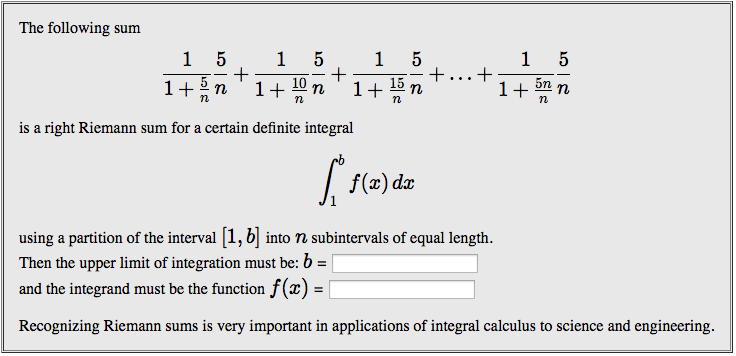 The following sum
\frac{1}{1+\frac{5}{n}} \frac{5}{n} + \frac{1}{1+\frac{10}{n}} \frac{5}{n} + \frac{1}{1+\frac{15}{n}} \frac{5}{n} + \ldots + \frac{1}{1+\frac{5n}{n}} \frac{5}{n}
is a right Riemann sum for a certain definite integral
\int_1^b f(x) dx
using a partition of the interval [1, b] into n subintervals of equal length.
Then the upper limit of integration must be: b =
and the integrand must be the function f(x) =
Recognizing Riemann sums is very important in applications of integral calculus to science and engineering.